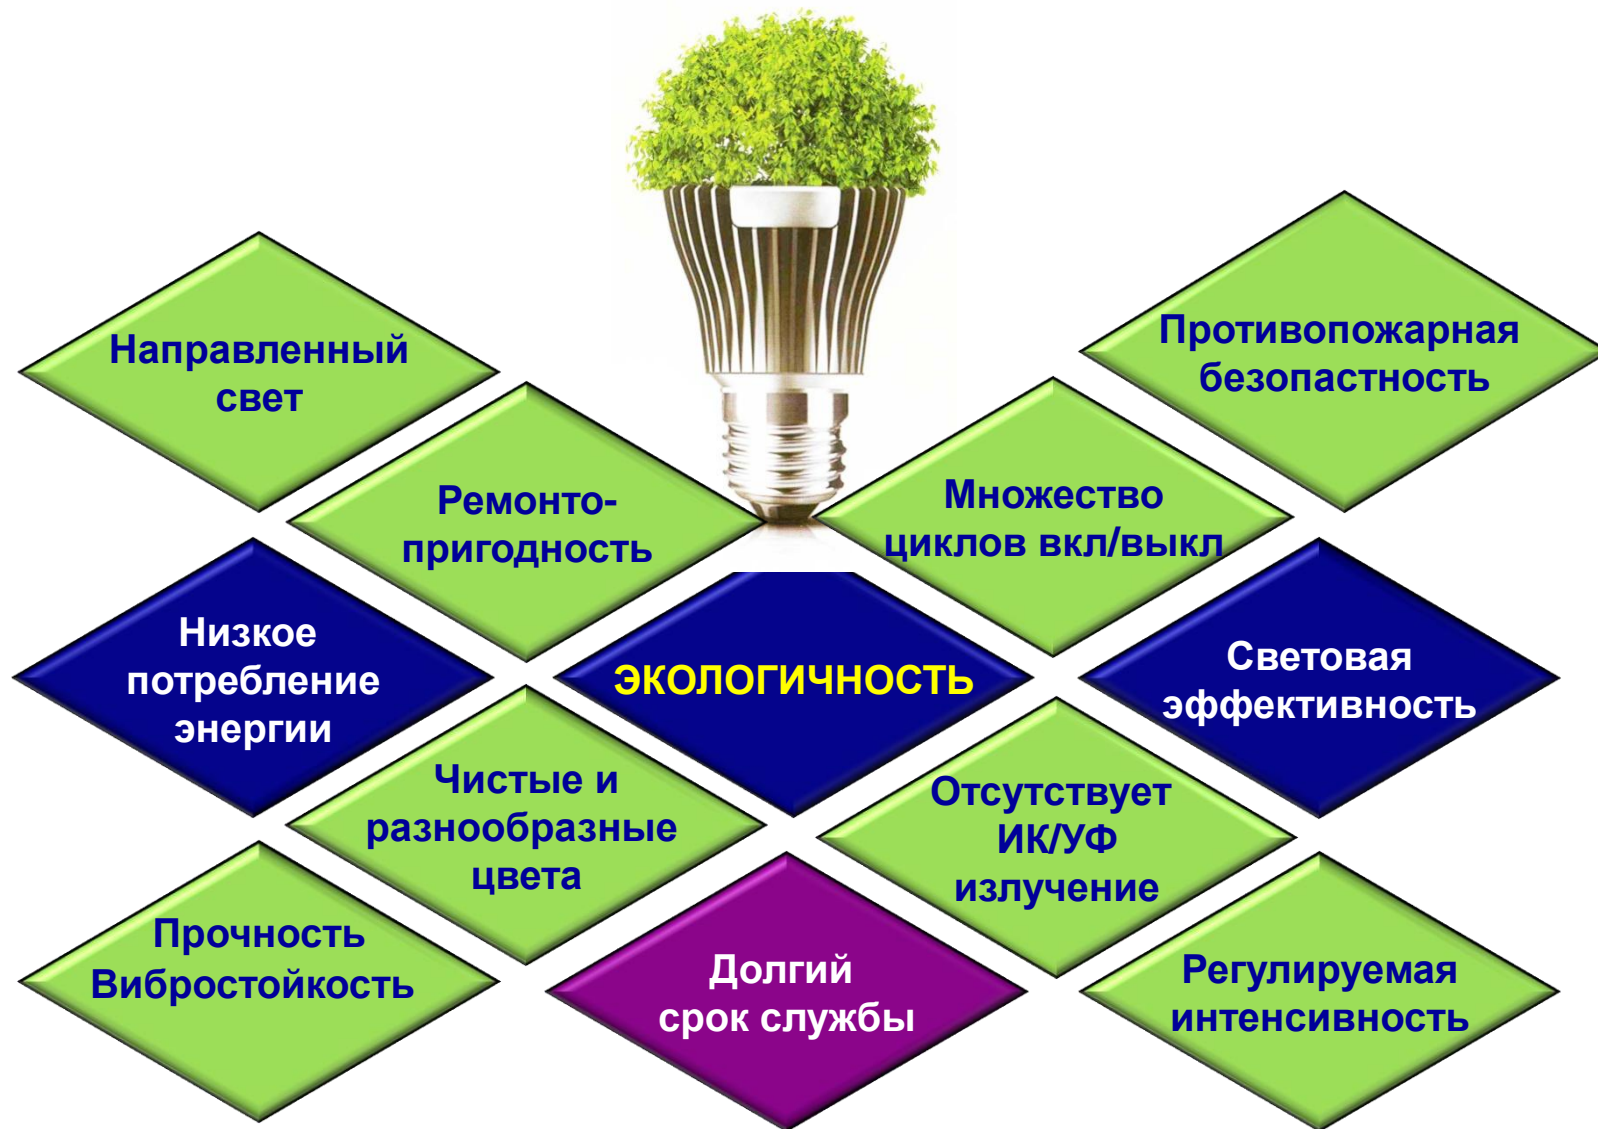 Направленный
свет
Противопожарная
безопастность
Ремонто-
пригодность
Множество
циклов вкл/выкл
Низкое
потребление
энергии
ЭКОЛОГИЧНОСТЬ
Световая
эффективность
Чистые и
разнообразные
цвета
Отсутствует
ИК/УФ
излучение
Прочность
Вибростойкость
Долгий
срок службы
Регулируемая
интенсивность